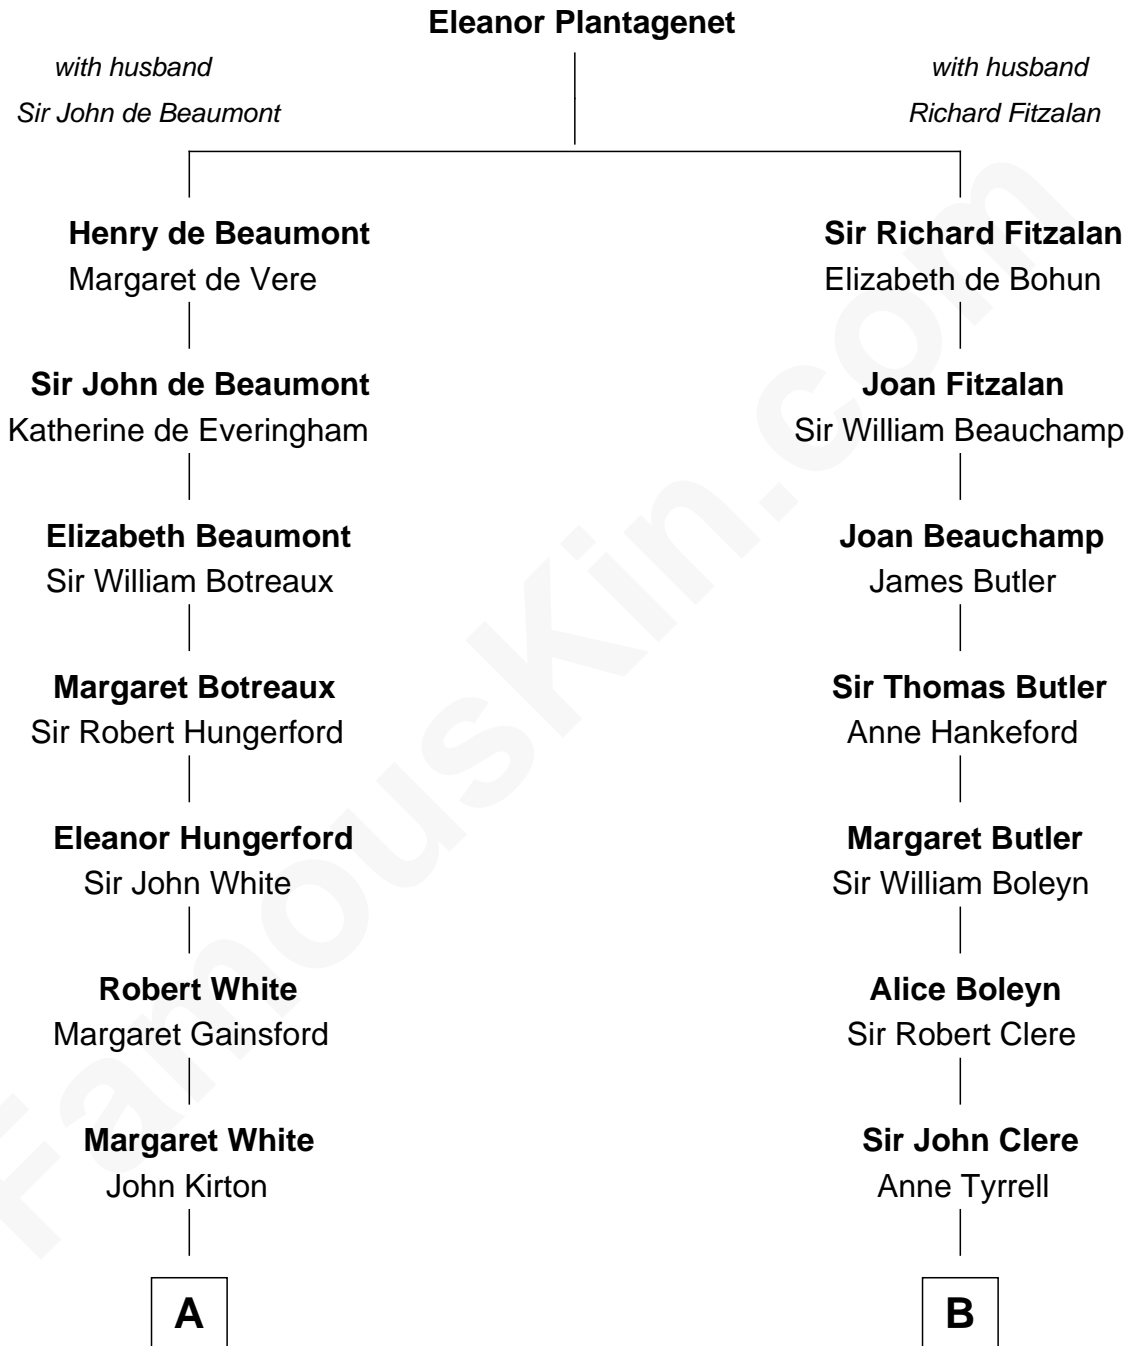 Eleanor Plantagenet
with husband
Sir John de Beaumont
with husband
Richard Fitzalan
Henry de Beaumont
Margaret de Vere
Sir Richard Fitzalan
Elizabeth de Bohun
Sir John de Beaumont
Katherine de Everingham
Joan Fitzalan
Sir William Beauchamp
Elizabeth Beaumont
Sir William Botreaux
Joan Beauchamp
James Butler
Margaret Botreaux
Sir Robert Hungerford
Sir Thomas Butler
Anne Hankeford
Eleanor Hungerford
Sir John White
Margaret Butler
Sir William Boleyn
Robert White
Margaret Gainsford
Alice Boleyn
Sir Robert Clere
Margaret White
John Kirton
Sir John Clere
Anne Tyrrell
A
B
FamousKin.com